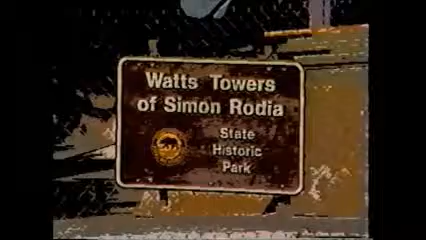 Watts Towers
of Simon Rodia
State
Historic
Park